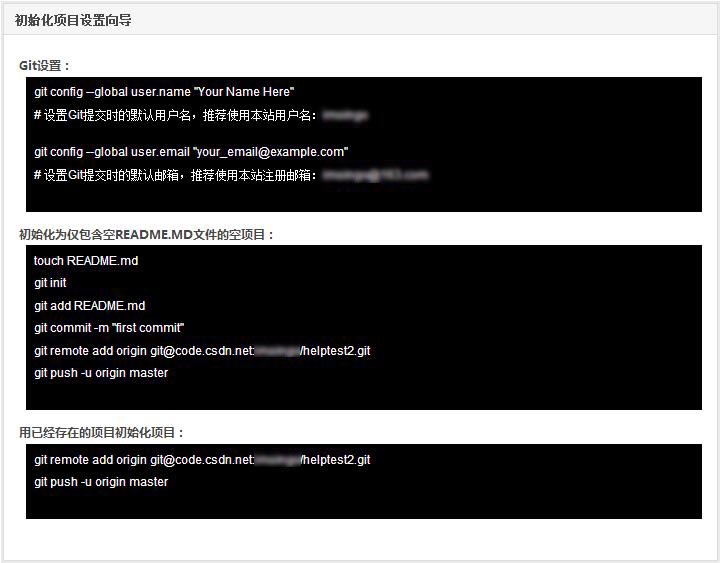 初始化项目设置向导
Git设置：
git config --global user.name "Your Name Here"
# 设置Git提交时的默认用户名，推荐使用本站用户名：
git config --global user.email "your_email@example.com"
# 设置Git提交时的默认邮箱，推荐使用本站注册邮箱：
初始化为仅包含空README.MD文件的空项目：
touch README.md
git init
git add README.md
git commit -m "first commit"
git remote add origin git@code.csdn.net:/helptest2.git
git push -u origin master
用已经存在的项目初始化项目：
git remote add origin git@code.csdn.net:/helptest2.git
git push -u origin master